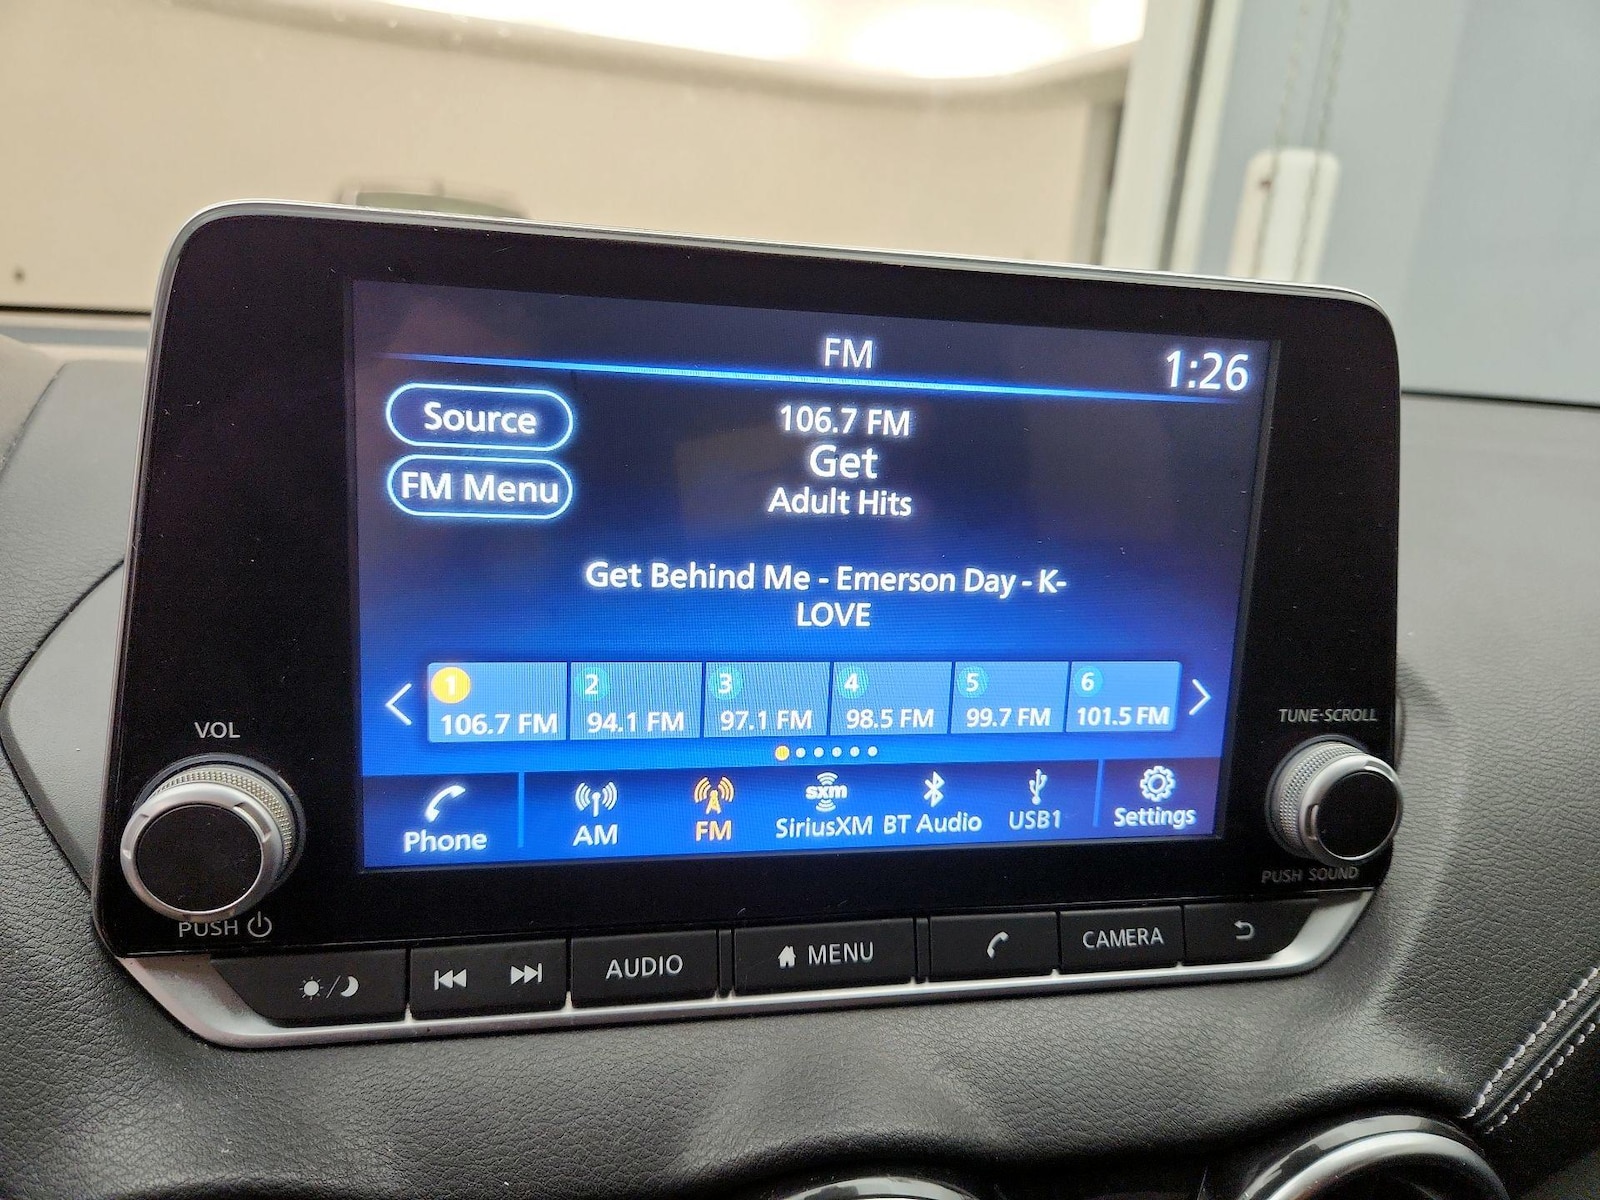 FM
1:26
Source
106.7 FM
Get
FM Menu
Adult Hits
Get Behind Me - Emerson Day - K-
LOVE
1
2
3
4
5
6
106.7 FM
94.1 FM
97.1 FM
98.5 FM
99.7 FM
101.5 FM
VOL
TUNE·SCROLL
Phone
AM
FM
sxm
SiriusXM
BT Audio
USB1
Settings
PUSH
PUSH SOUND
AUDIO
MENU
CAMERA